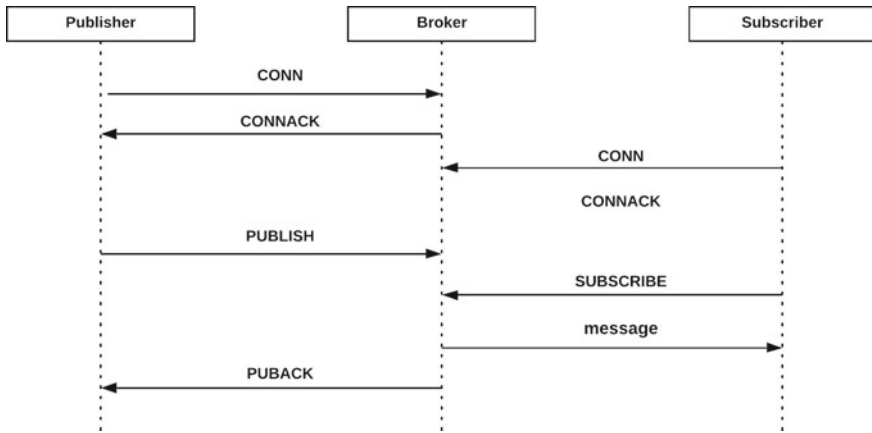 Publisher
Broker
Subscriber
CONN
CONNACK
CONN
CONNACK
PUBLISH
SUBSCRIBE
message
PUBACK